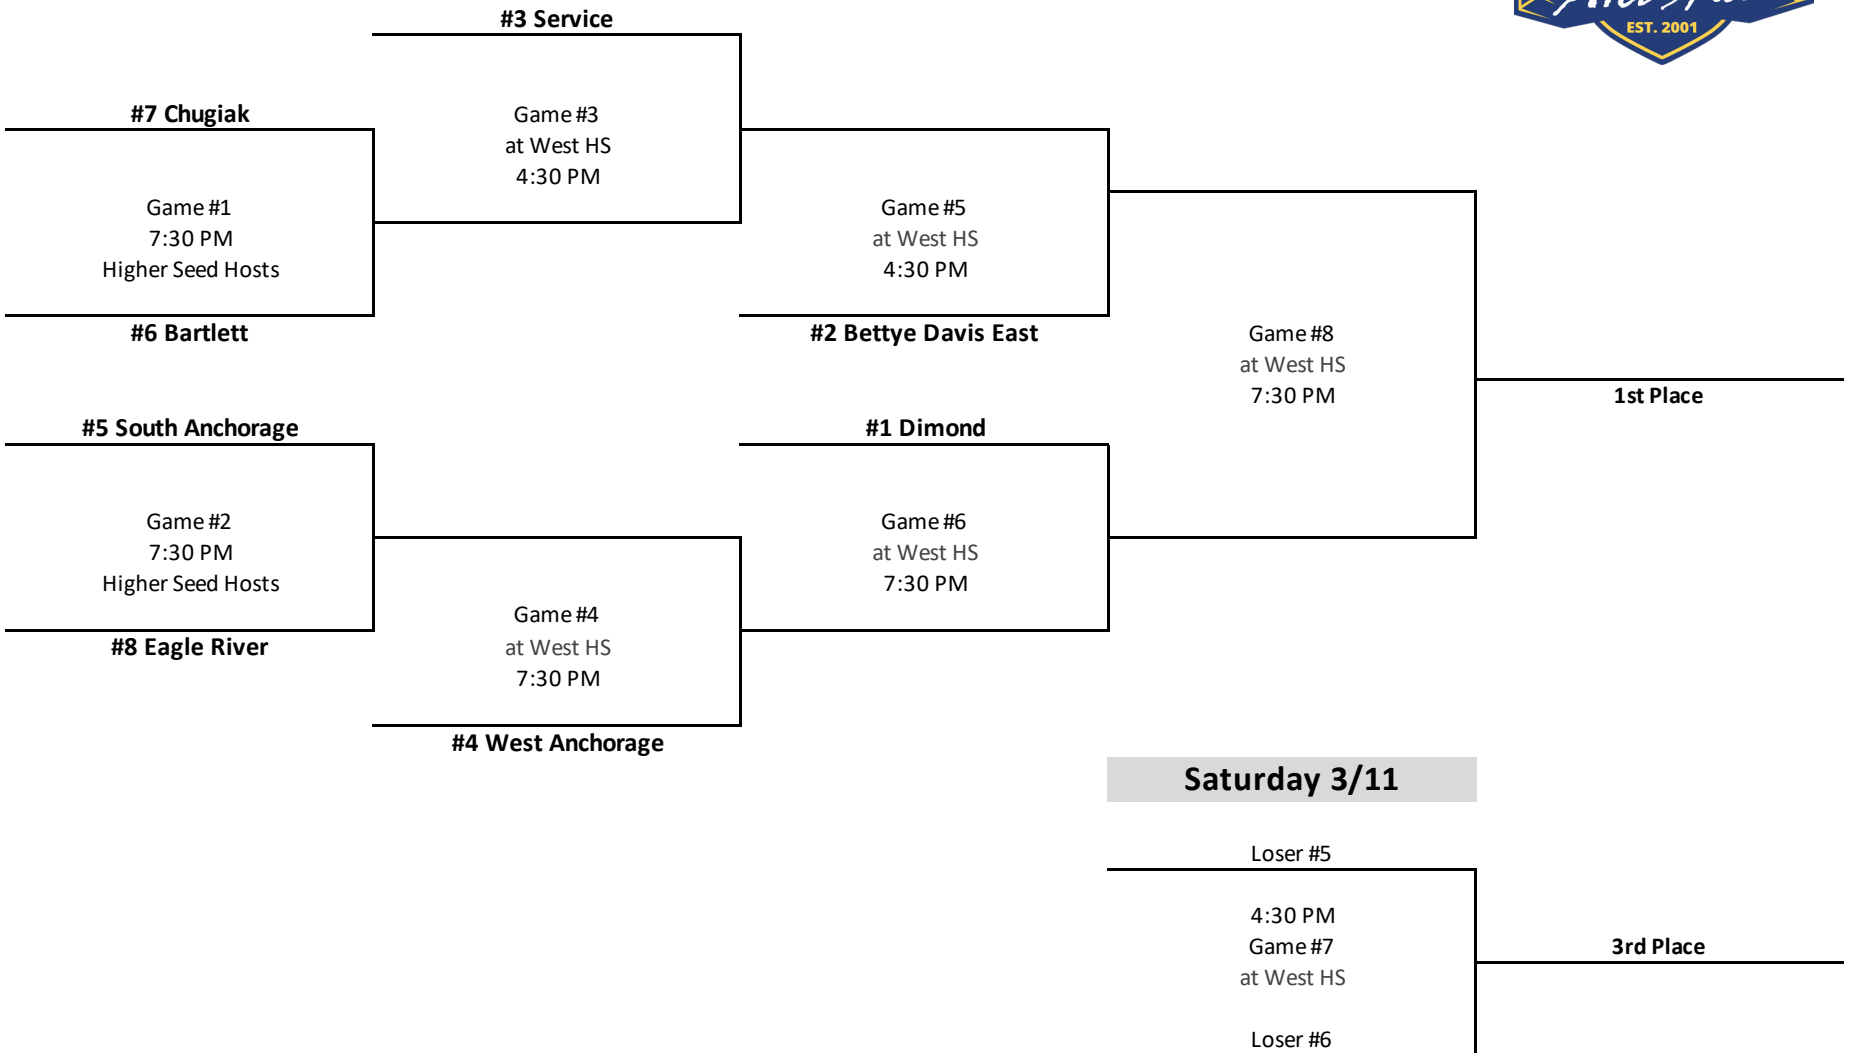 #3 Service
EST. 2001
#7 Chugiak
Game #3
at West HS
4:30 PM
Game #1
7:30 PM
Higher Seed Hosts
#6 Bartlett
Game #5
at West HS
4:30 PM
#2 Bettye Davis East
Game #8
at West HS
7:30 PM
1st Place
#5 South Anchorage
#1 Dimond
Game #2
7:30 PM
Higher Seed Hosts
#8 Eagle River
Game #6
at West HS
7:30 PM
Game #4
at West HS
7:30 PM
#4 West Anchorage
Saturday 3/11
Loser #5
4:30 PM
Game #7
at West HS
3rd Place
Loser #6